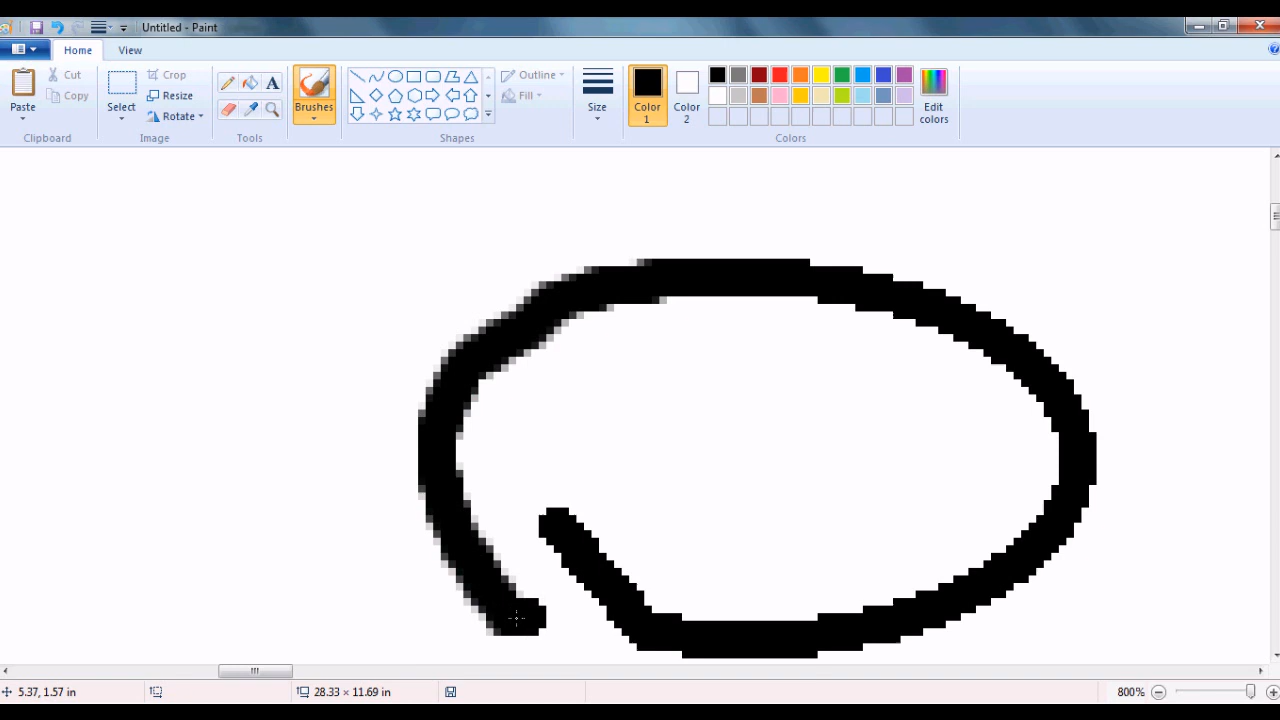 Untitled - Paint
Home View
Paste
Cut
Copy
Clipboard
Select
Crop
Resize
Rotate
Image
A
Tools
Brushes
Shapes
Outline
Fill
Size
Color 1
Color 2
Edit colors
Colors
5.37, 1.57 in
28.33 × 11.69 in
800%